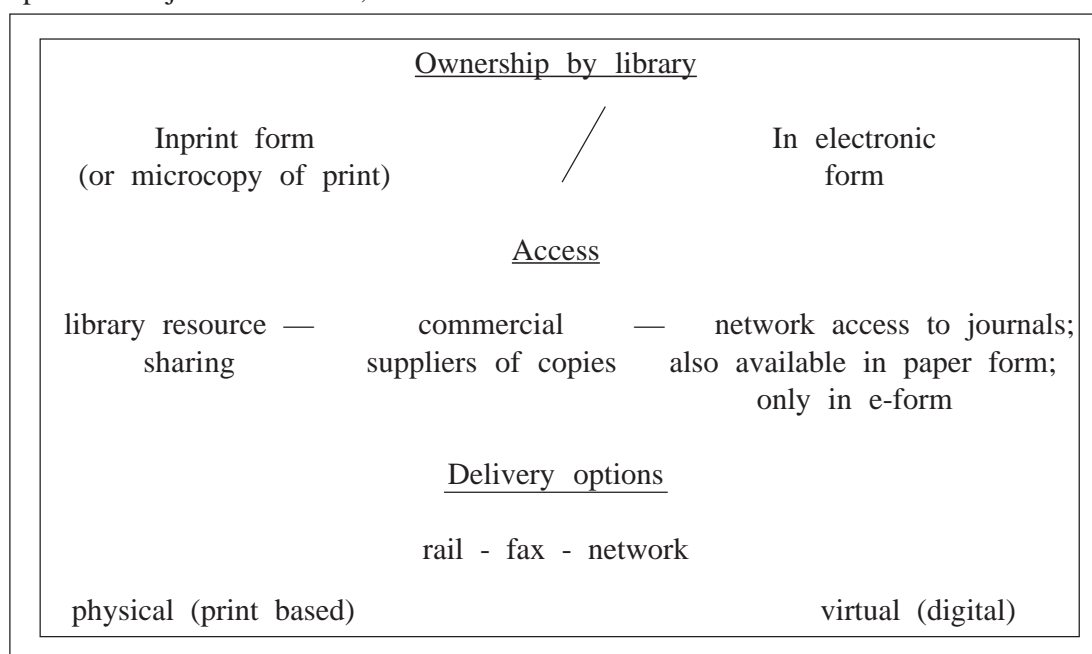 Ownership by library
Inprint form
(or microcopy of print)
In electronic
form
Access
library resource —
sharing
commercial
suppliers of copies
— network access to journals;
also available in paper form;
only in e-form
Delivery options
rail - fax - network
physical (print based)
virtual (digital)